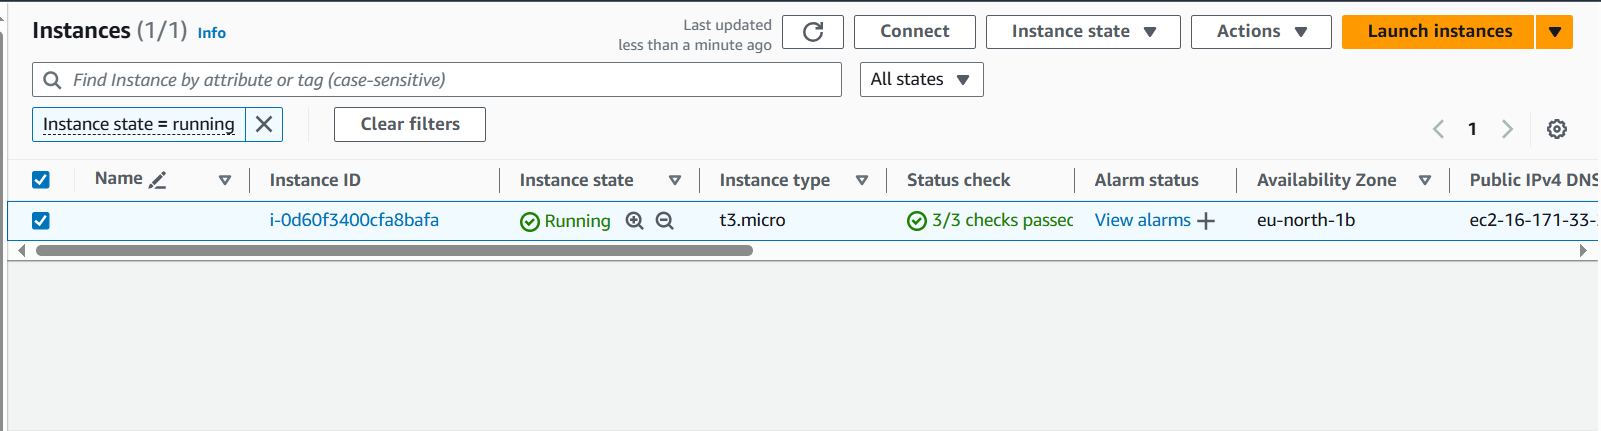 Instances (1/1) Info
Last updated
less than a minute ago
Connect
Instance state
Actions
Launch instances
Find Instance by attribute or tag (case-sensitive)
All states
Instance state = running
Clear filters
1
Name Instance ID Instance state Instance type Status check Alarm status Availability Zone Public IPv4 DNS
i-0d60f3400cfa8bafa Running t3.micro 3/3 checks passec View alarms + eu-north-1b ec2-16-171-33-